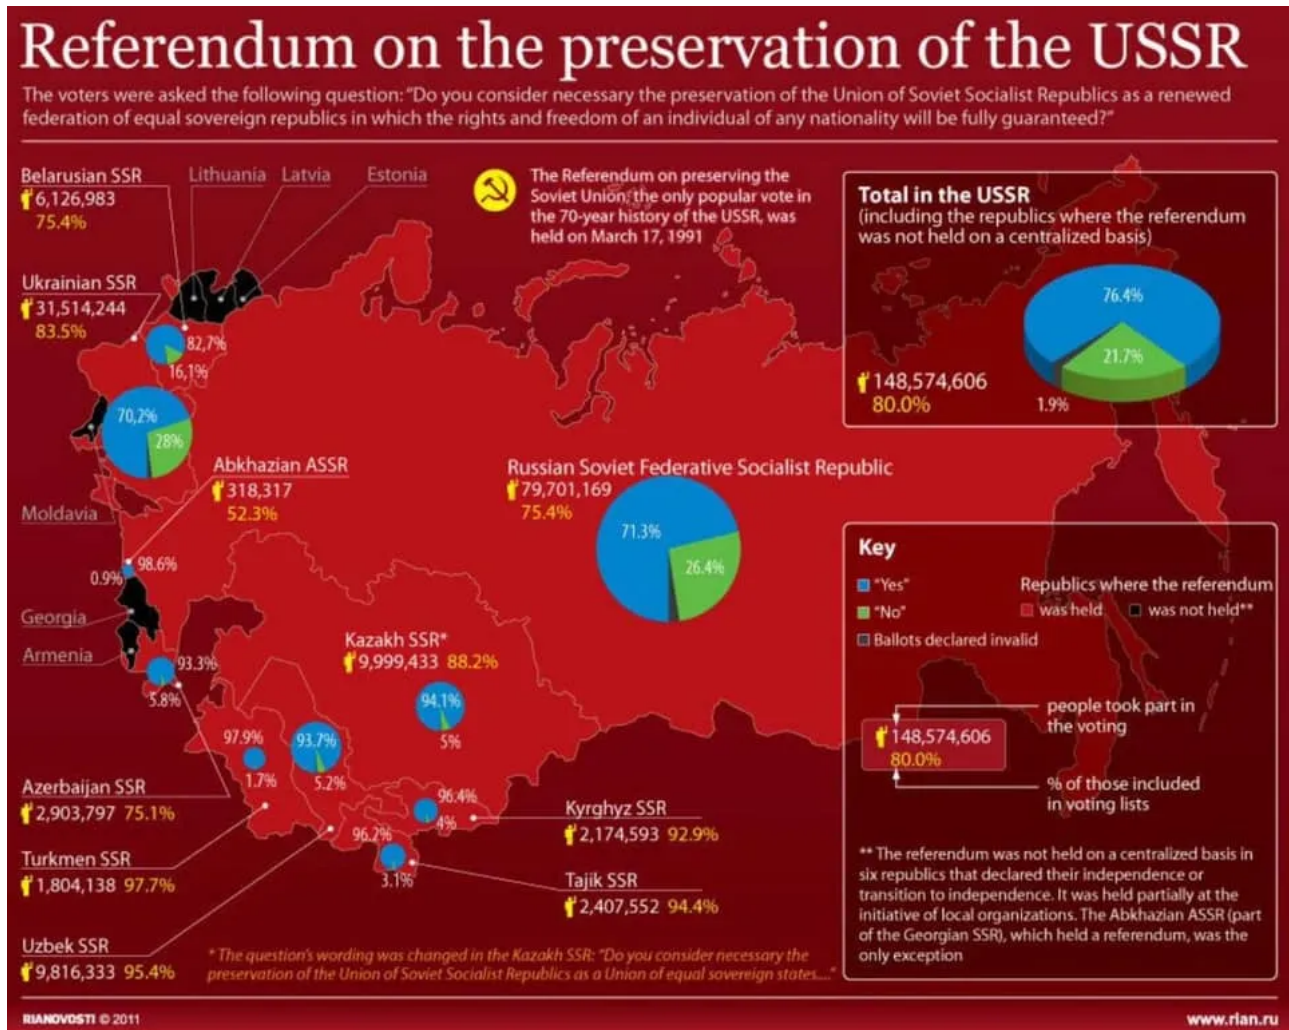 Referendum on the preservation of the USSR
The voters were asked the following question: "Do you consider necessary the preservation of the Union of Soviet Socialist Republics as a renewed
federation of equal sovereign republics in which the rights and freedom of an individual of any nationality will be fully guaranteed?"
Belarusian SSR
6,126,983
75.4%
Lithuania
Latvia
Estonia
The Referendum on preserving the
Soviet Union, the only popular vote in
the 70-year history of the USSR, was
held on March 17, 1991
Total in the USSR
(including the republics where the referendum
was not held on a centralized basis)
76.4%
21.7%
1.9%
148,574,606
80.0%
Ukrainian SSR
31,514,244
83.5%
82,7%
16,1%
70,2%
28%
Abkhazian ASSR
318,317
52.3%
Russian Soviet Federative Socialist Republic
79,701,169
75.4%
71.3%
26.4%
Moldavia
98.6%
0.9%
Georgia
Armenia
93.3%
5.8%
Kazakh SSR*
9,999,433 88.2%
94.1%
5%
97.9%
1.7%
93.7%
5.2%
96.4%
4%
96.2%
3.1%
Azerbaijan SSR
2,903,797 75.1%
Turkmen SSR
1,804,138 97.7%
Uzbek SSR
9,816,333 95.4%
Kyrghyz SSR
2,174,593 92.9%
Tajik SSR
2,407,552 94.4%
Key
"Yes"
"No"
Ballots declared invalid
Republics where the referendum
was held
was not held**
people took part in
the voting
148,574,606
80.0%
% of those included
in voting lists
** The referendum was not held on a centralized basis in
six republics that declared their independence or
transition to independence. It was held partially at the
initiative of local organizations. The Abkhazian ASSR (part
of the Georgian SSR), which held a referendum, was the
only exception
* The question's wording was changed in the Kazakh SSR: "Do you consider necessary the
preservation of the Union of Soviet Socialist Republics as a Union of equal sovereign states...."
RIANOVOSTI © 2011
www.rian.ru